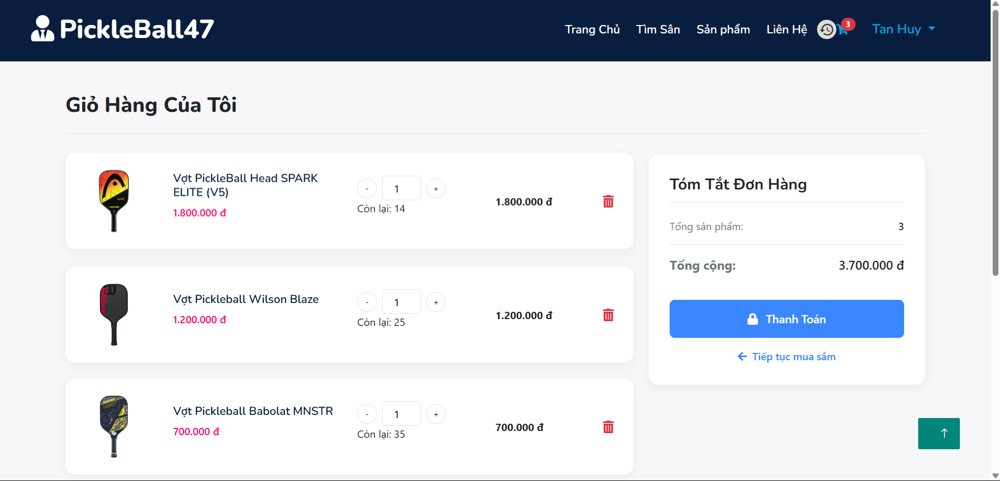 PickleBall47
Trang Chủ
Tìm Sân
Sản phẩm
Liên Hệ
3
Tan Huy
Giỏ Hàng Của Tôi
Vợt PickleBall Head SPARK
ELITE (V5)
1.800.000 đ
-
1
+
Còn lại: 14
1.800.000 đ
Wilson
Vợt Pickleball Wilson Blaze
1.200.000 đ
-
1
+
Còn lại: 25
1.200.000 đ
Vợt Pickleball Babolat MNSTR
700.000 đ
-
1
+
Còn lại: 35
700.000 đ
Tóm Tắt Đơn Hàng
Tổng sản phẩm: 3
Tổng cộng: 3.700.000 đ
Thanh Toán
Tiếp tục mua sắm